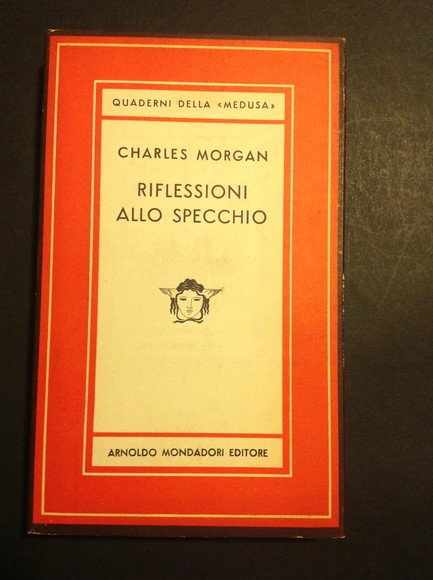 QUADERNI DELLA «MEDUSA»
CHARLES MORGAN
RIFLESSIONI
ALLO SPECCHIO
ARNOLDO MONDADORI EDITORE